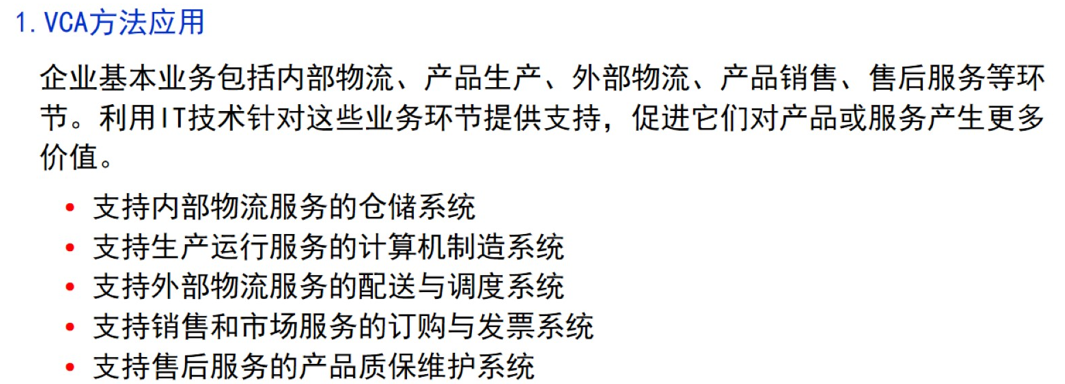 1.VCA方法应用
企业基本业务包括内部物流、产品生产、外部物流、产品销售、售后服务等环
节。利用IT技术针对这些业务环节提供支持，促进它们对产品或服务产生更多
价值。
• 支持内部物流服务的仓储系统
• 支持生产运行服务的计算机制造系统
• 支持外部物流服务的配送与调度系统
• 支持销售和市场服务的订购与发票系统
• 支持售后服务的产品质保维护系统